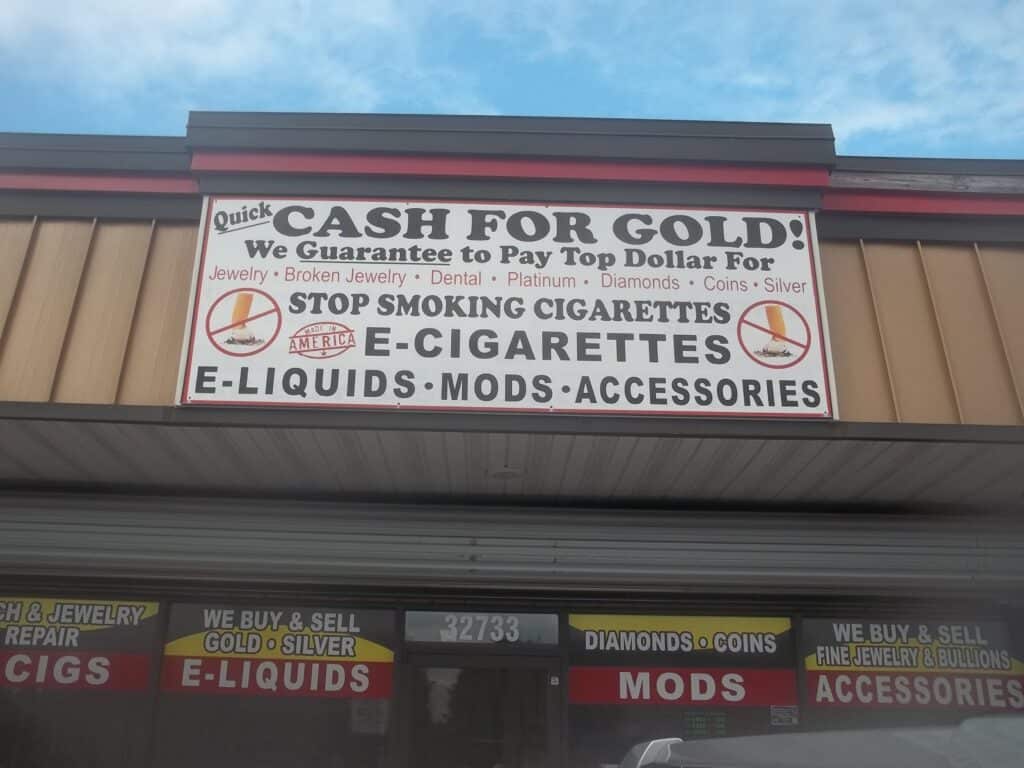 Quick CASH FOR GOLD!
We Guarantee to Pay Top Dollar For
Jewelry • Broken Jewelry • Dental • Platinum • Diamonds • Coins • Silver
STOP SMOKING CIGARETTES
MADE IN
AMERICA
E-CIGARETTES
E-LIQUIDS • MODS • ACCESSORIES
CH & JEWELRY
REPAIR
CIGS
WE BUY & SELL
GOLD • SILVER
E-LIQUIDS
32733
DIAMONDS • COINS
MODS
WE BUY & SELL
FINE JEWELRY & BULLIONS
ACCESSORIES